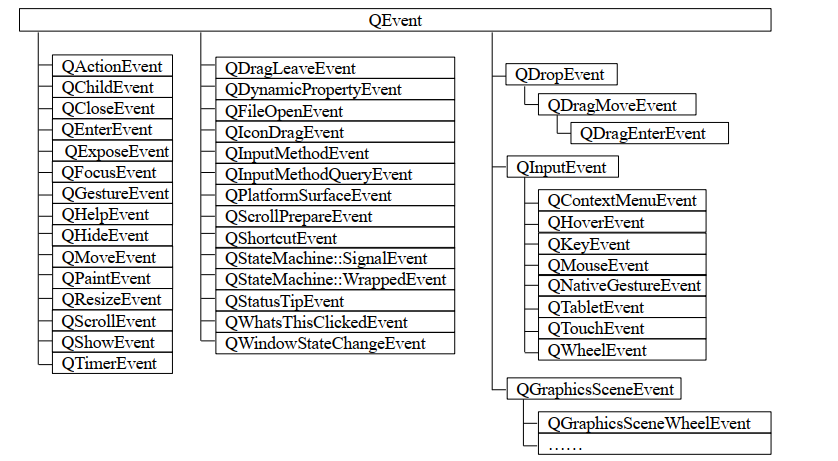 QEvent
QActionEvent
QChildEvent
QCloseEvent
QEnterEvent
QExposeEvent
QFocusEvent
QGestureEvent
QHelpEvent
QHideEvent
QMoveEvent
QPaintEvent
QResizeEvent
QScrollEvent
QShowEvent
QTimerEvent
QDragLeaveEvent
QDynamicPropertyEvent
QFileOpenEvent
QIconDragEvent
QInputMethodEvent
QInputMethodQueryEvent
QPlatformSurfaceEvent
QScrollPrepareEvent
QShortcutEvent
QStateMachine::SignalEvent
QStateMachine::WrappedEvent
QStatusTipEvent
QWhatsThisClickedEvent
QWindowStateChangeEvent
QDropEvent
QDragMoveEvent
QDragEnterEvent
QInputEvent
QContextMenuEvent
QHoverEvent
QKeyEvent
QMouseEvent
QNativeGestureEvent
QTabletEvent
QTouchEvent
QWheelEvent
QGraphicsSceneEvent
QGraphicsSceneWheelEvent
……